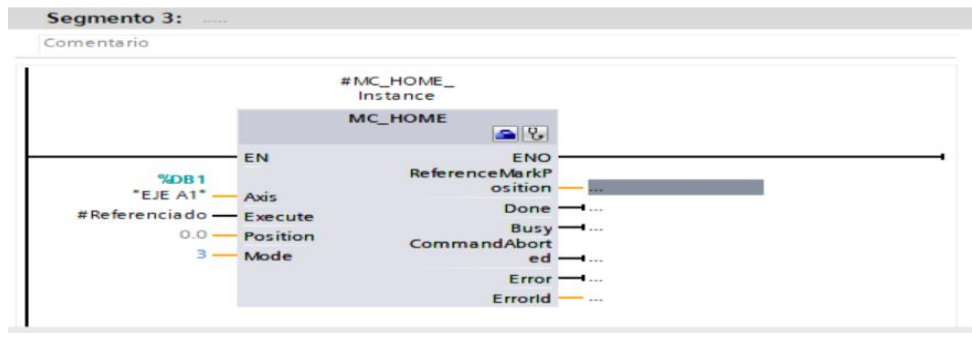 Segmento 3: .....
Comentario
#MC_HOME_
Instance
MC_HOME
EN
ENO
%DB1
"EJE A1"
Axis
ReferenceMarkP
osition
...
#Referenciado
Execute
Done
...
0.0
Position
Busy
...
3
Mode
CommandAbort
ed
...
Error
...
ErrorId
...